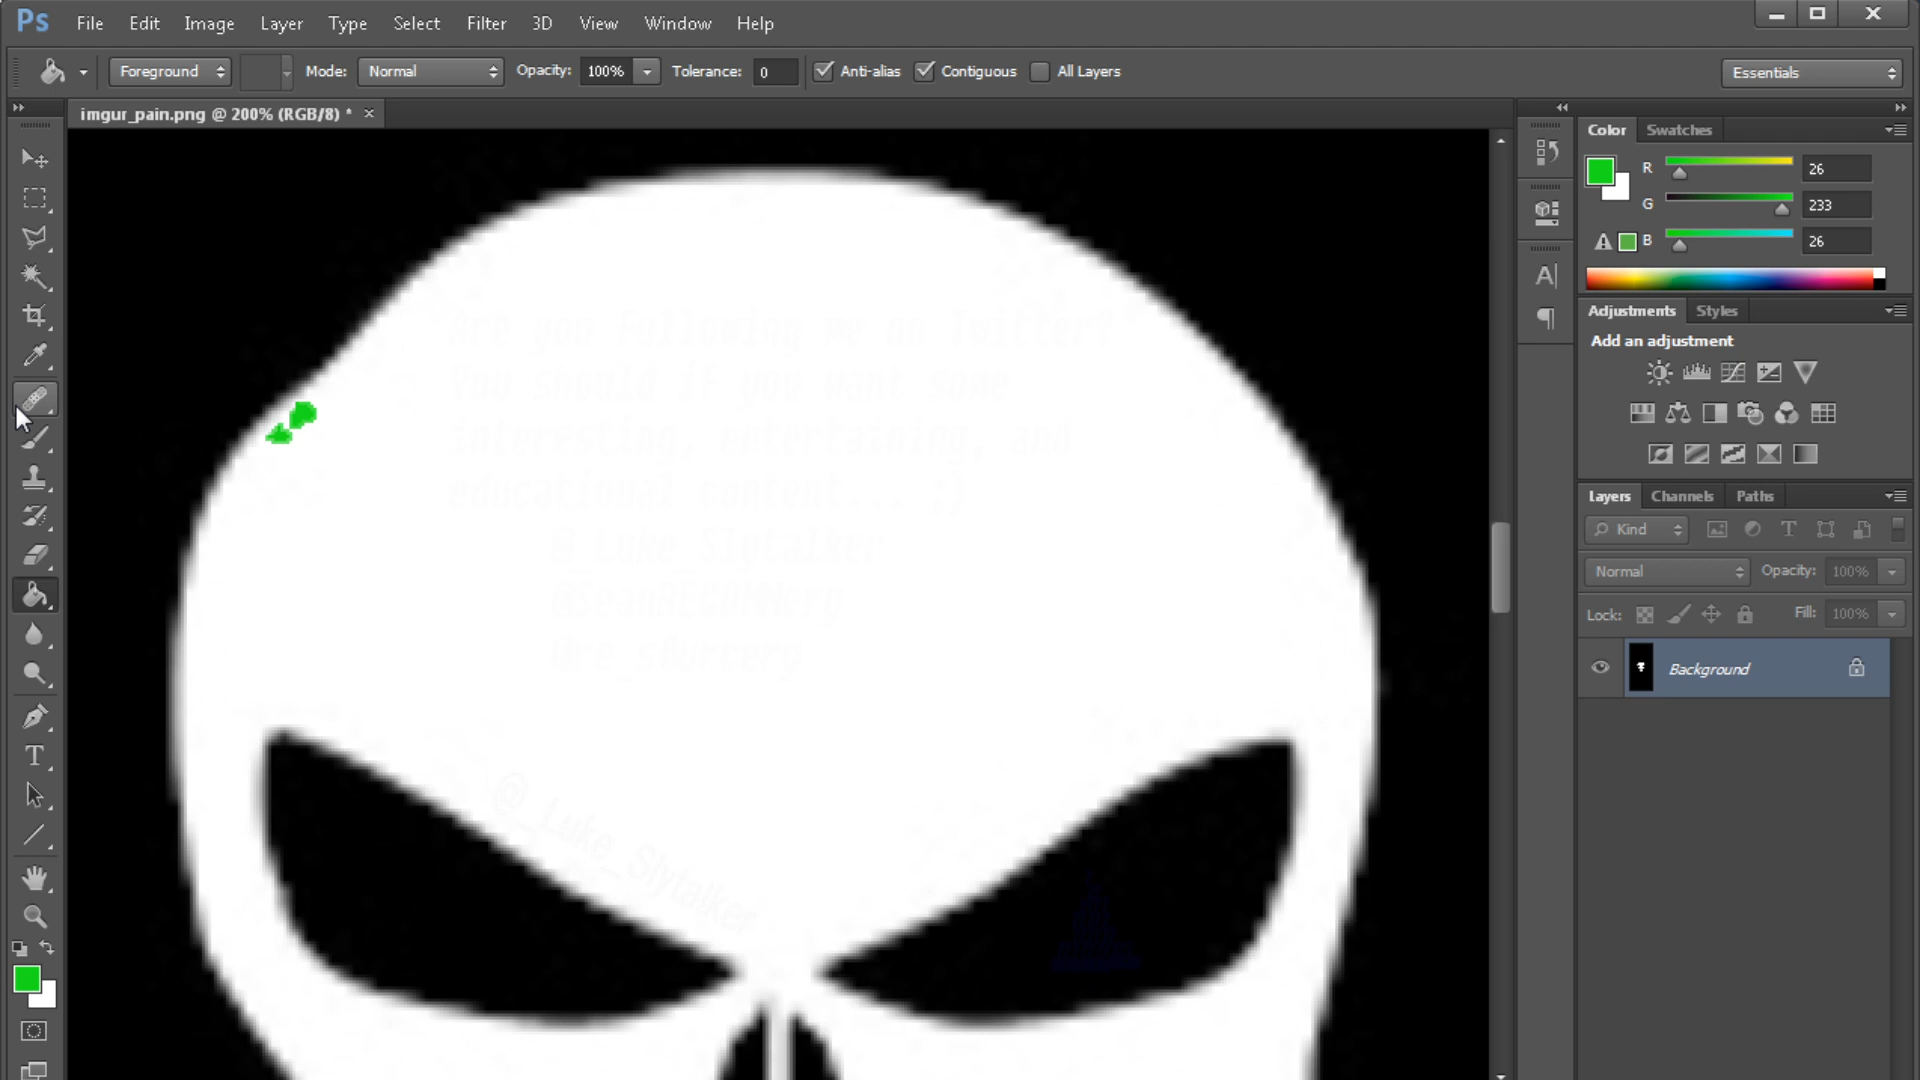 Ps File Edit Image Layer Type Select Filter 3D View Window Help
Foreground Mode: Normal Opacity: 100% Tolerance: 0 Anti-alias Contiguous All Layers Essentials
imgur_pain.png @ 200% (RGB/8) *
Color Swatches
R 26
G 233
B 26
Adjustments Styles
Add an adjustment
Layers Channels Paths
Kind
Normal Opacity: 100%
Lock: Fill: 100%
Background
Are you following me on Twitter?
You should if you want some
interesting, entertaining, and
educational content... ;)
@_Luke_Slytalker
@_Luke_Slytalker